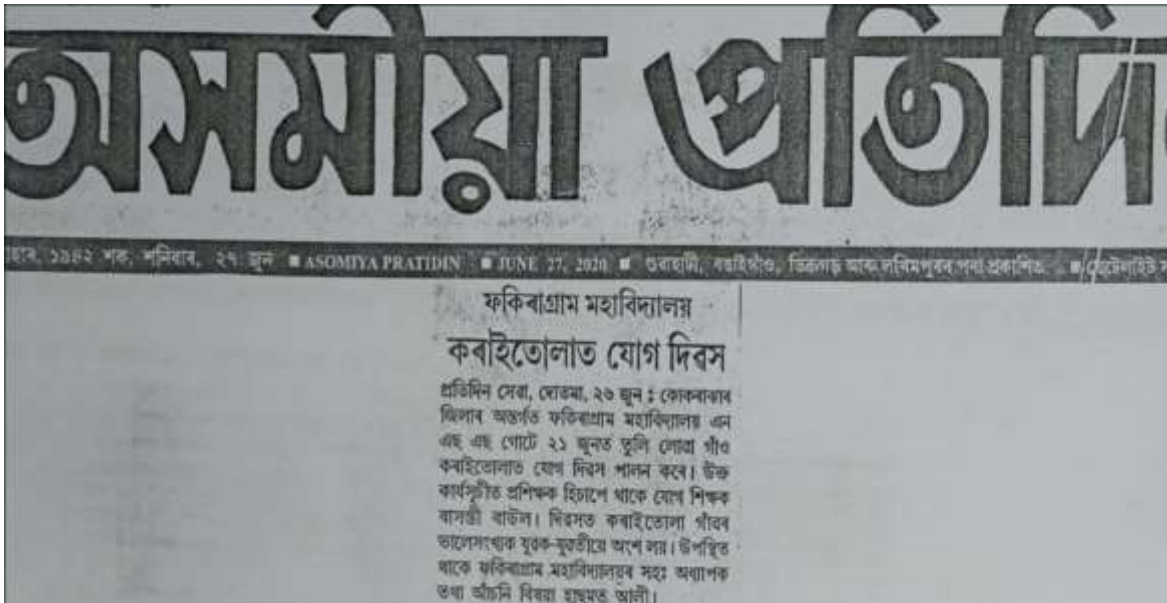 অসমীয়া প্ৰতিদি
১৯৪২ শক, শনিবাৰ, ২৭ জুন ■ ASOMIYA PRATIDIN ■ JUNE 27, 2020 ■ গুৱাহাটী, বঙাইগাঁও, ডিব্ৰুগড় আৰু লখিমপুৰৰ পৰা প্ৰকাশিত ■
ফকিৰাগ্ৰাম মহাবিদ্যালয়
কৰাইতোলাত যোগ দিৱস
প্ৰতিদিন সেৱা, দোতমা, ২৬ জুন : কোকৰাঝাৰ
জিলাৰ অন্তৰ্গত ফকিৰাগ্ৰাম মহাবিদ্যালয় এন
এছ এছ গোটে ২১ জুনত তুলি লোৱা গাঁও
কৰাইতোলাত যোগ দিৱস পালন কৰে। উক্ত
কাৰ্যসূচীত প্ৰশিক্ষক হিচাপে থাকে যোগ শিক্ষক
বাসন্তী বাউল। দিৱসত কৰাইতোলা গাঁৱৰ
ভালেসংখ্যক যুৱক-যুৱতীয়ে অংশ লয়। উপস্থিত
থাকে ফকিৰাগ্ৰাম মহাবিদ্যালয়ৰ সহঃ অধ্যাপক
তথা আঁচনি বিষয়া হাছমত আলী।